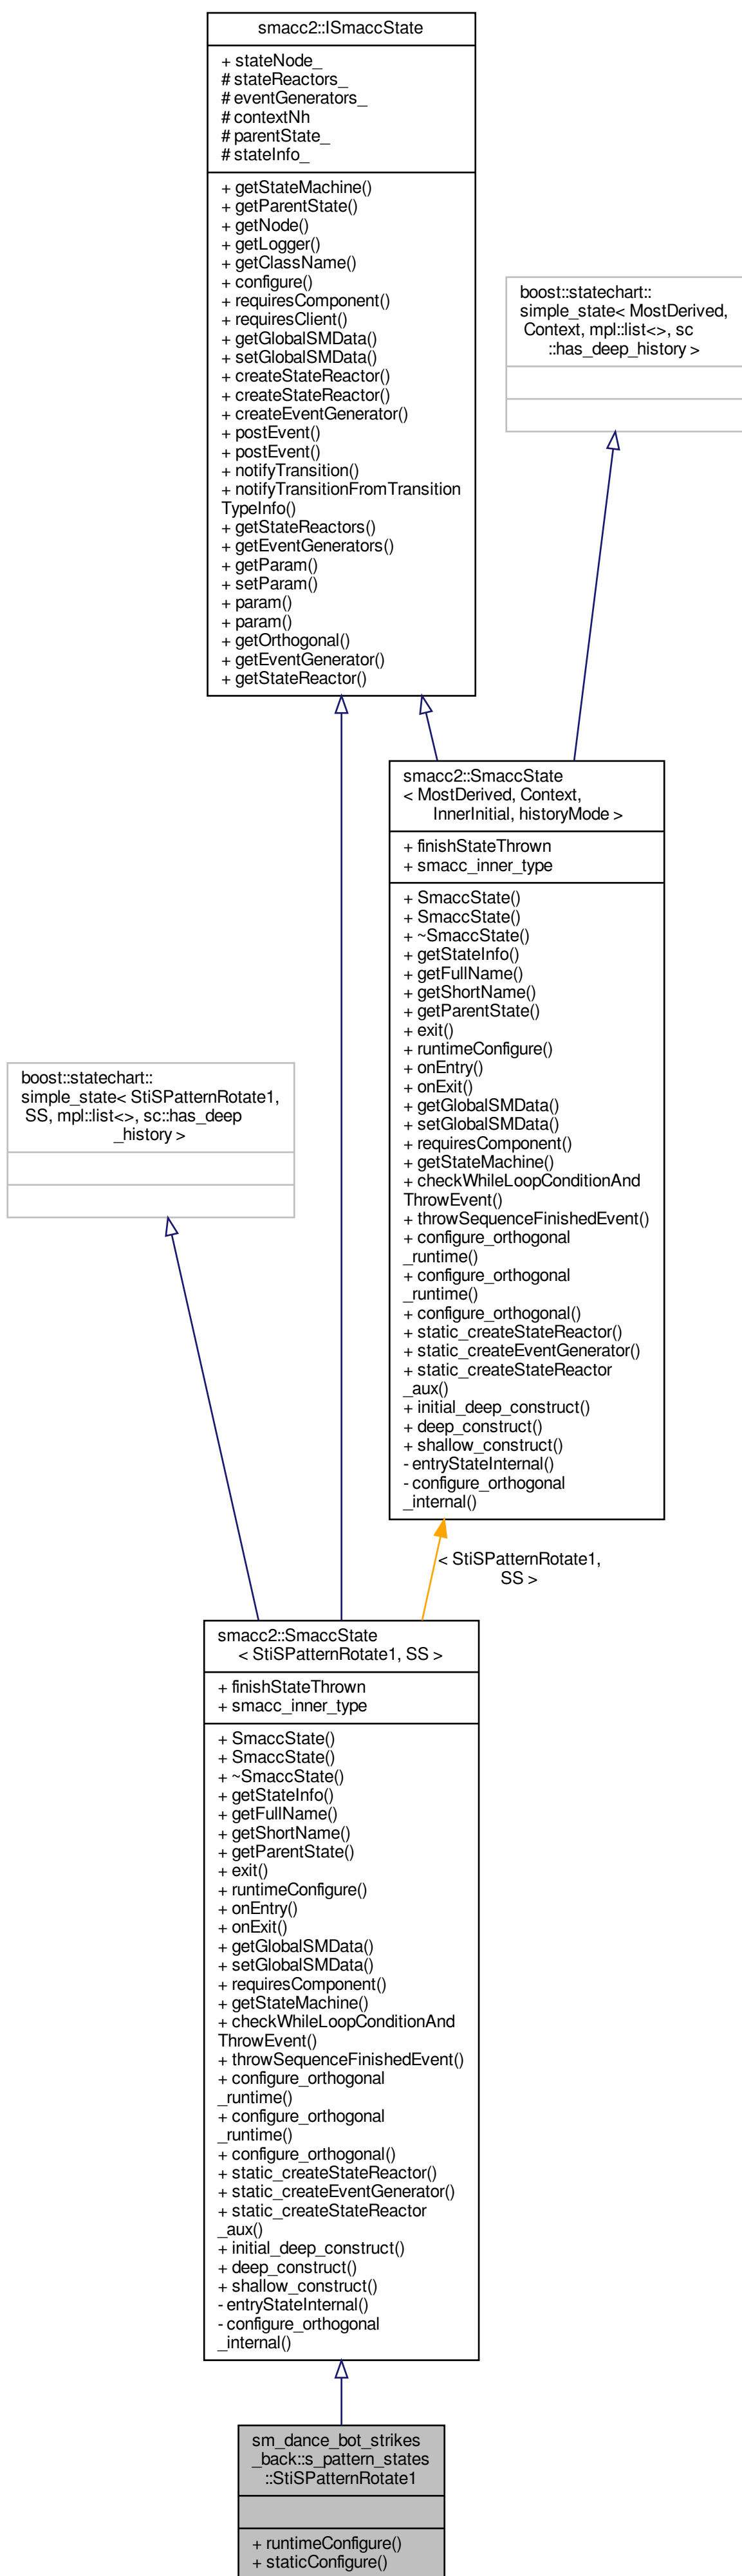 smacc2::ISmaccState
+ stateNode_
# stateReactors_
# eventGenerators_
# contextNh
# parentState_
# stateInfo_
+ getStateMachine()
+ getParentState()
+ getNode()
+ getLogger()
+ getClassName()
+ configure()
+ requiresComponent()
+ requiresClient()
+ getGlobalSMData()
+ setGlobalSMData()
+ createStateReactor()
+ createStateReactor()
+ createEventGenerator()
+ postEvent()
+ postEvent()
+ notifyTransition()
+ notifyTransitionFromTransition
TypeInfo()
+ getStateReactors()
+ getEventGenerators()
+ getParam()
+ setParam()
+ param()
+ param()
+ getOrthogonal()
+ getEventGenerator()
+ getStateReactor()
boost::statechart::
simple_state< MostDerived,
Context, mpl::list<>, sc
::has_deep_history >
smacc2::SmaccState
< MostDerived, Context,
InnerInitial, historyMode >
+ finishStateThrown
+ smacc_inner_type
+ SmaccState()
+ SmaccState()
+ ~SmaccState()
+ getStateInfo()
+ getFullName()
+ getShortName()
+ getParentState()
+ exit()
+ runtimeConfigure()
+ onEntry()
+ onExit()
+ getGlobalSMData()
+ setGlobalSMData()
+ requiresComponent()
+ getStateMachine()
+ checkWhileLoopConditionAnd
ThrowEvent()
+ throwSequenceFinishedEvent()
+ configure_orthogonal
_runtime()
+ configure_orthogonal
_runtime()
+ configure_orthogonal()
+ static_createStateReactor()
+ static_createEventGenerator()
+ static_createStateReactor
_aux()
+ initial_deep_construct()
+ deep_construct()
+ shallow_construct()
- entryStateInternal()
- configure_orthogonal
_internal()
boost::statechart::
simple_state< StiSPatternRotate1,
SS, mpl::list<>, sc::has_deep
_history >
< StiSPatternRotate1,
SS >
smacc2::SmaccState
< StiSPatternRotate1, SS >
+ finishStateThrown
+ smacc_inner_type
+ SmaccState()
+ SmaccState()
+ ~SmaccState()
+ getStateInfo()
+ getFullName()
+ getShortName()
+ getParentState()
+ exit()
+ runtimeConfigure()
+ onEntry()
+ onExit()
+ getGlobalSMData()
+ setGlobalSMData()
+ requiresComponent()
+ getStateMachine()
+ checkWhileLoopConditionAnd
ThrowEvent()
+ throwSequenceFinishedEvent()
+ configure_orthogonal
_runtime()
+ configure_orthogonal
_runtime()
+ configure_orthogonal()
+ static_createStateReactor()
+ static_createEventGenerator()
+ static_createStateReactor
_aux()
+ initial_deep_construct()
+ deep_construct()
+ shallow_construct()
- entryStateInternal()
- configure_orthogonal
_internal()
sm_dance_bot_strikes
_back::s_pattern_states
::StiSPatternRotate1
+ runtimeConfigure()
+ staticConfigure()